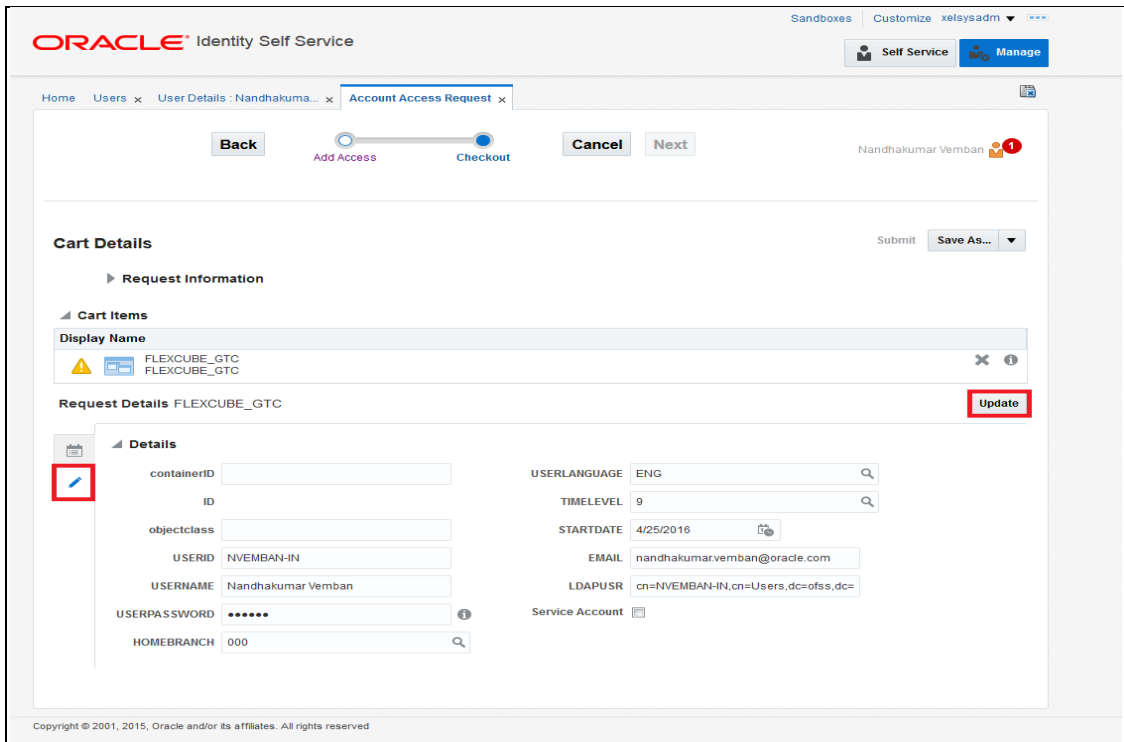 Sandboxes Customize xelsysadm
ORACLE Identity Self Service
Self Service Manage
Home Users x User Details : Nandhakuma... x Account Access Request x
Back Cancel Next
Add Access Checkout
Nandhakumar Vemban 1
Cart Details
Submit Save As...
Request Information
Cart Items
Display Name
FLEXCUBE_GTC
FLEXCUBE_GTC
Request Details FLEXCUBE_GTC
Update
Details
containerID
USERLANGUAGE ENG
ID
TIMELEVEL 9
objectclass
STARTDATE 4/25/2016
USERID NVEMBAN-IN
EMAIL nandhakumar.vemban@oracle.com
USERNAME Nandhakumar Vemban
LDAPUSR cn=NVEMBAN-IN,cn=Users,dc=ofss,dc=
USERPASSWORD ••••••
Service Account
HOMEBRANCH 000
Copyright © 2001, 2015, Oracle and/or its affiliates. All rights reserved